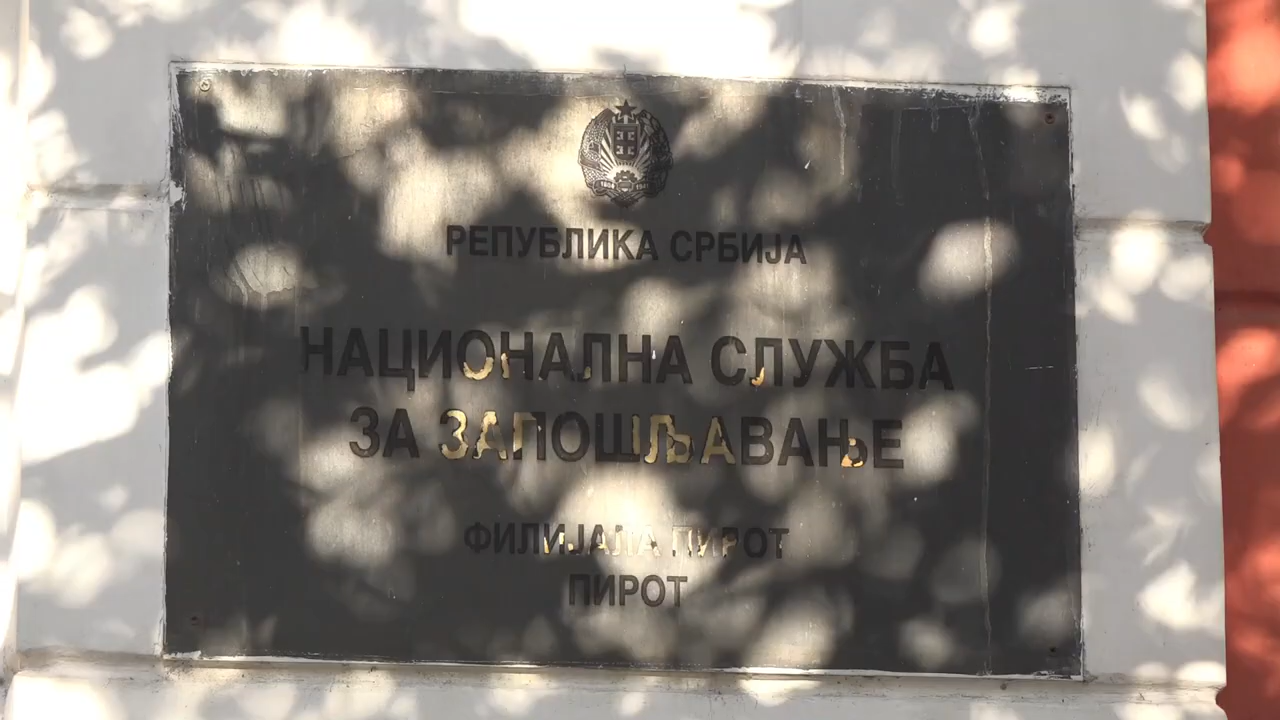 РЕПУБЛИКА СРБИЈА
НАЦИОНАЛНА СЛУЖБА
ЗА ЗАПОШЉАВАЊЕ
ФИЛИЈАЛА ПИРОТ
ПИРОТ